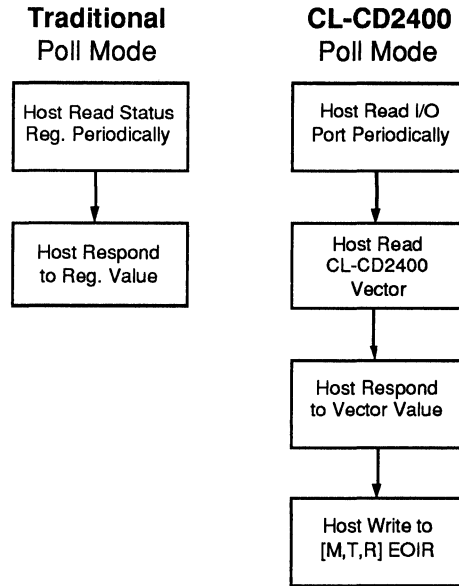 Traditional
Poll Mode
Host Read Status
Reg. Periodically
Host Respond
to Reg. Value
CL-CD2400
Poll Mode
Host Read I/O
Port Periodically
Host Read
CL-CD2400
Vector
Host Respond
to Vector Value
Host Write to
[M,T,R] EOIR